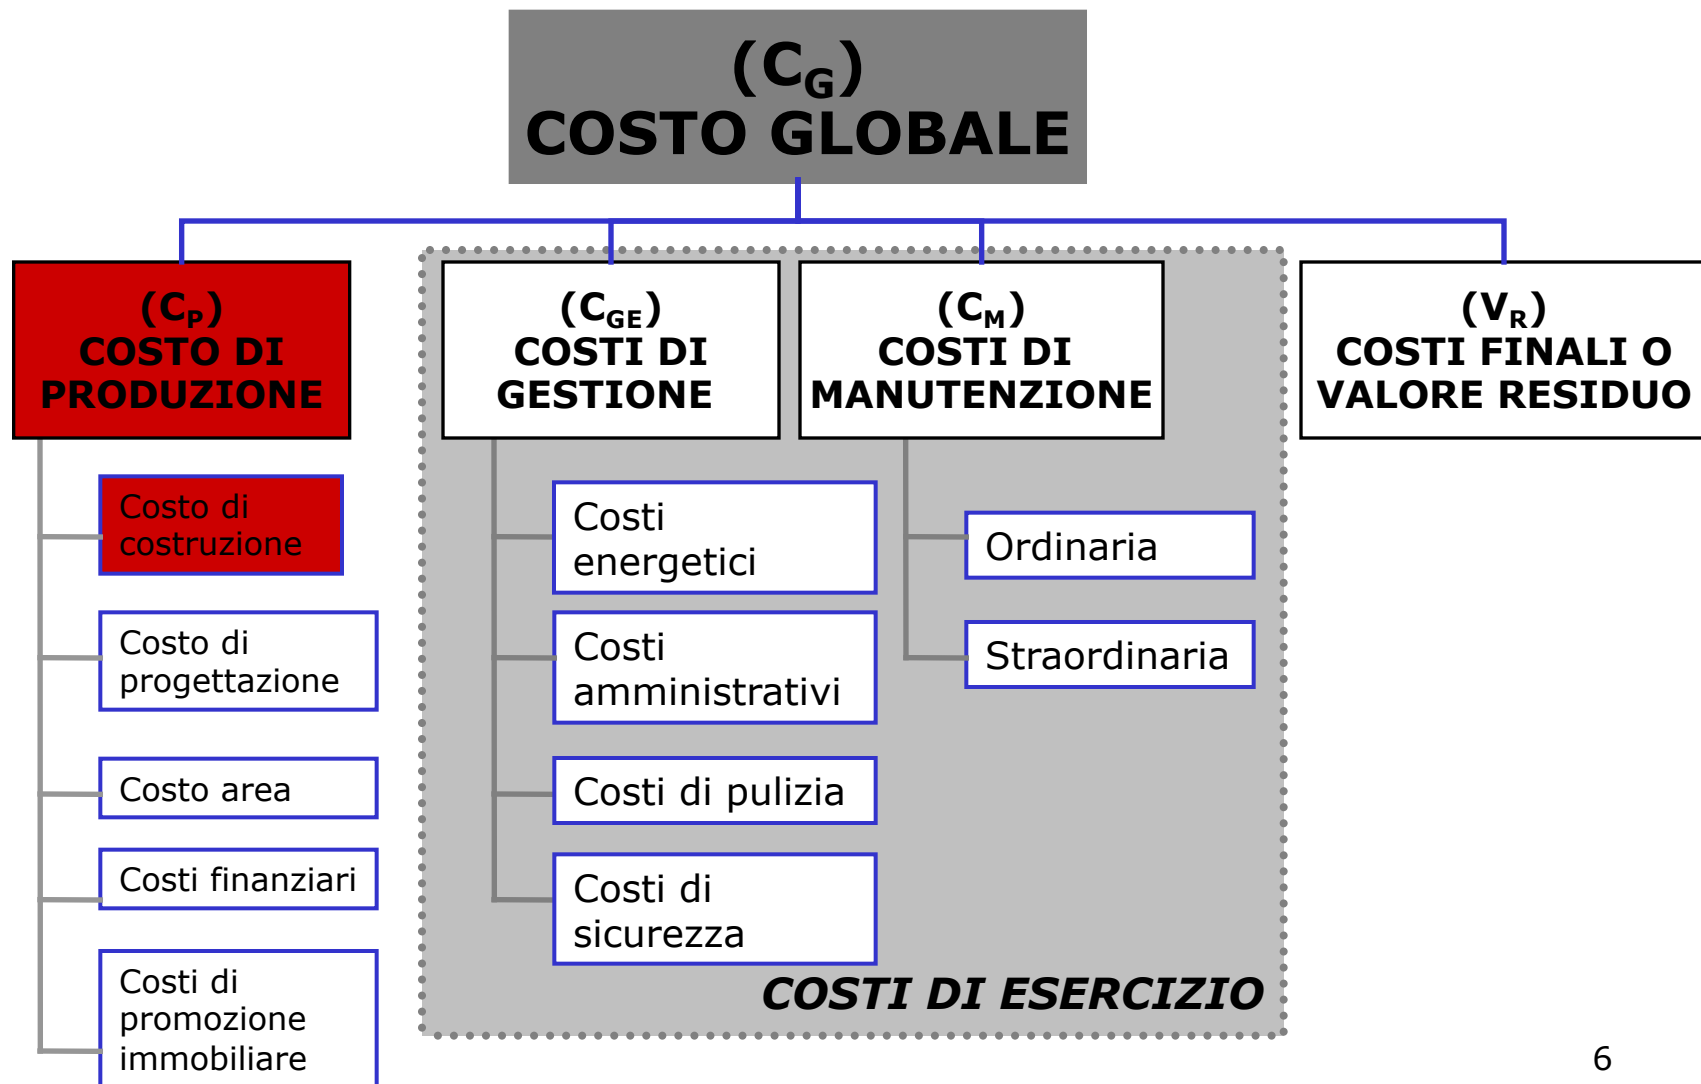 (CG)
COSTO GLOBALE
(CP)
COSTO DI
PRODUZIONE
Costo di
costruzione
Costo di
progettazione
Costo area
Costi finanziari
Costi di
promozione
immobiliare
(CGE)
COSTI DI
GESTIONE
Costi
energetici
Costi
amministrativi
Costi di pulizia
Costi di
sicurezza
(CM)
COSTI DI
MANUTENZIONE
Ordinaria
Straordinaria
COSTI DI ESERCIZIO
(VR)
COSTI FINALI O
VALORE RESIDUO
6